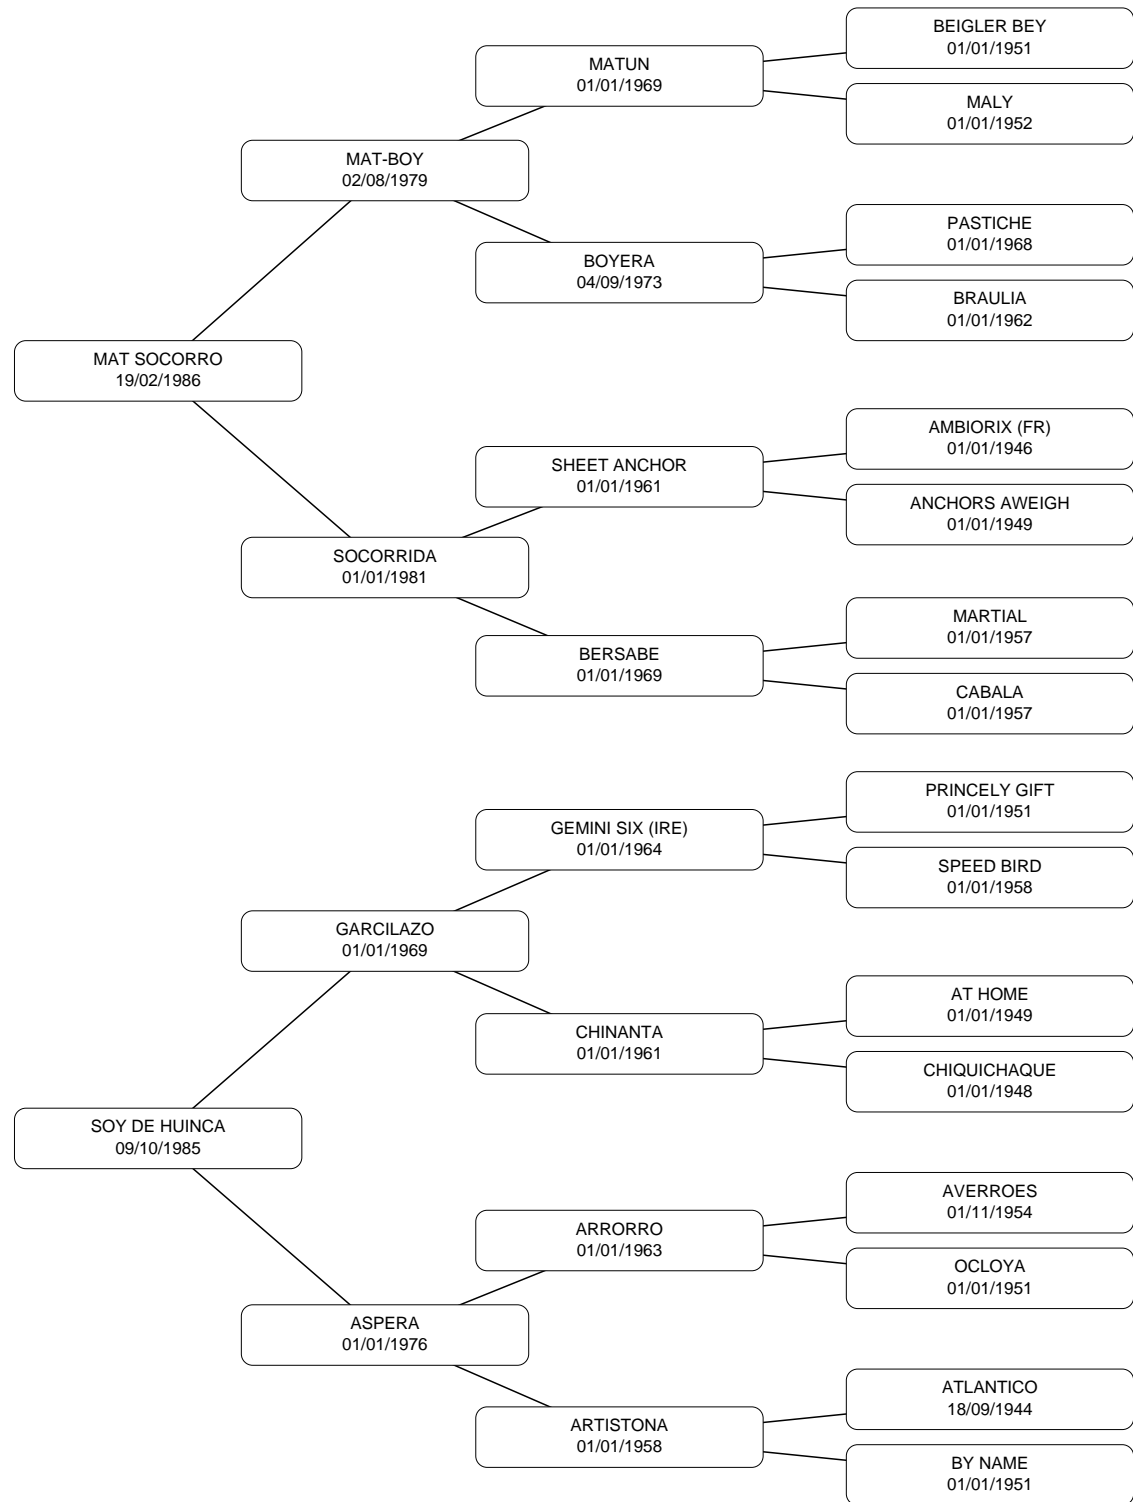 BEIGLER BEY
01/01/1951
MATUN
01/01/1969
MALY
01/01/1952
MAT-BOY
02/08/1979
PASTICHE
01/01/1968
BOYERA
04/09/1973
BRAULIA
01/01/1962
MAT SOCORRO
19/02/1986
AMBIORIX (FR)
01/01/1946
SHEET ANCHOR
01/01/1961
ANCHORS AWEIGH
01/01/1949
SOCORRIDA
01/01/1981
MARTIAL
01/01/1957
BERSABE
01/01/1969
CABALA
01/01/1957
PRINCELY GIFT
01/01/1951
GEMINI SIX (IRE)
01/01/1964
SPEED BIRD
01/01/1958
GARCILAZO
01/01/1969
AT HOME
01/01/1949
CHINANTA
01/01/1961
CHIQUICHAQUE
01/01/1948
SOY DE HUINCA
09/10/1985
AVERROES
01/11/1954
ARRORRO
01/01/1963
OCLOYA
01/01/1951
ASPERA
01/01/1976
ATLANTICO
18/09/1944
ARTISTONA
01/01/1958
BY NAME
01/01/1951